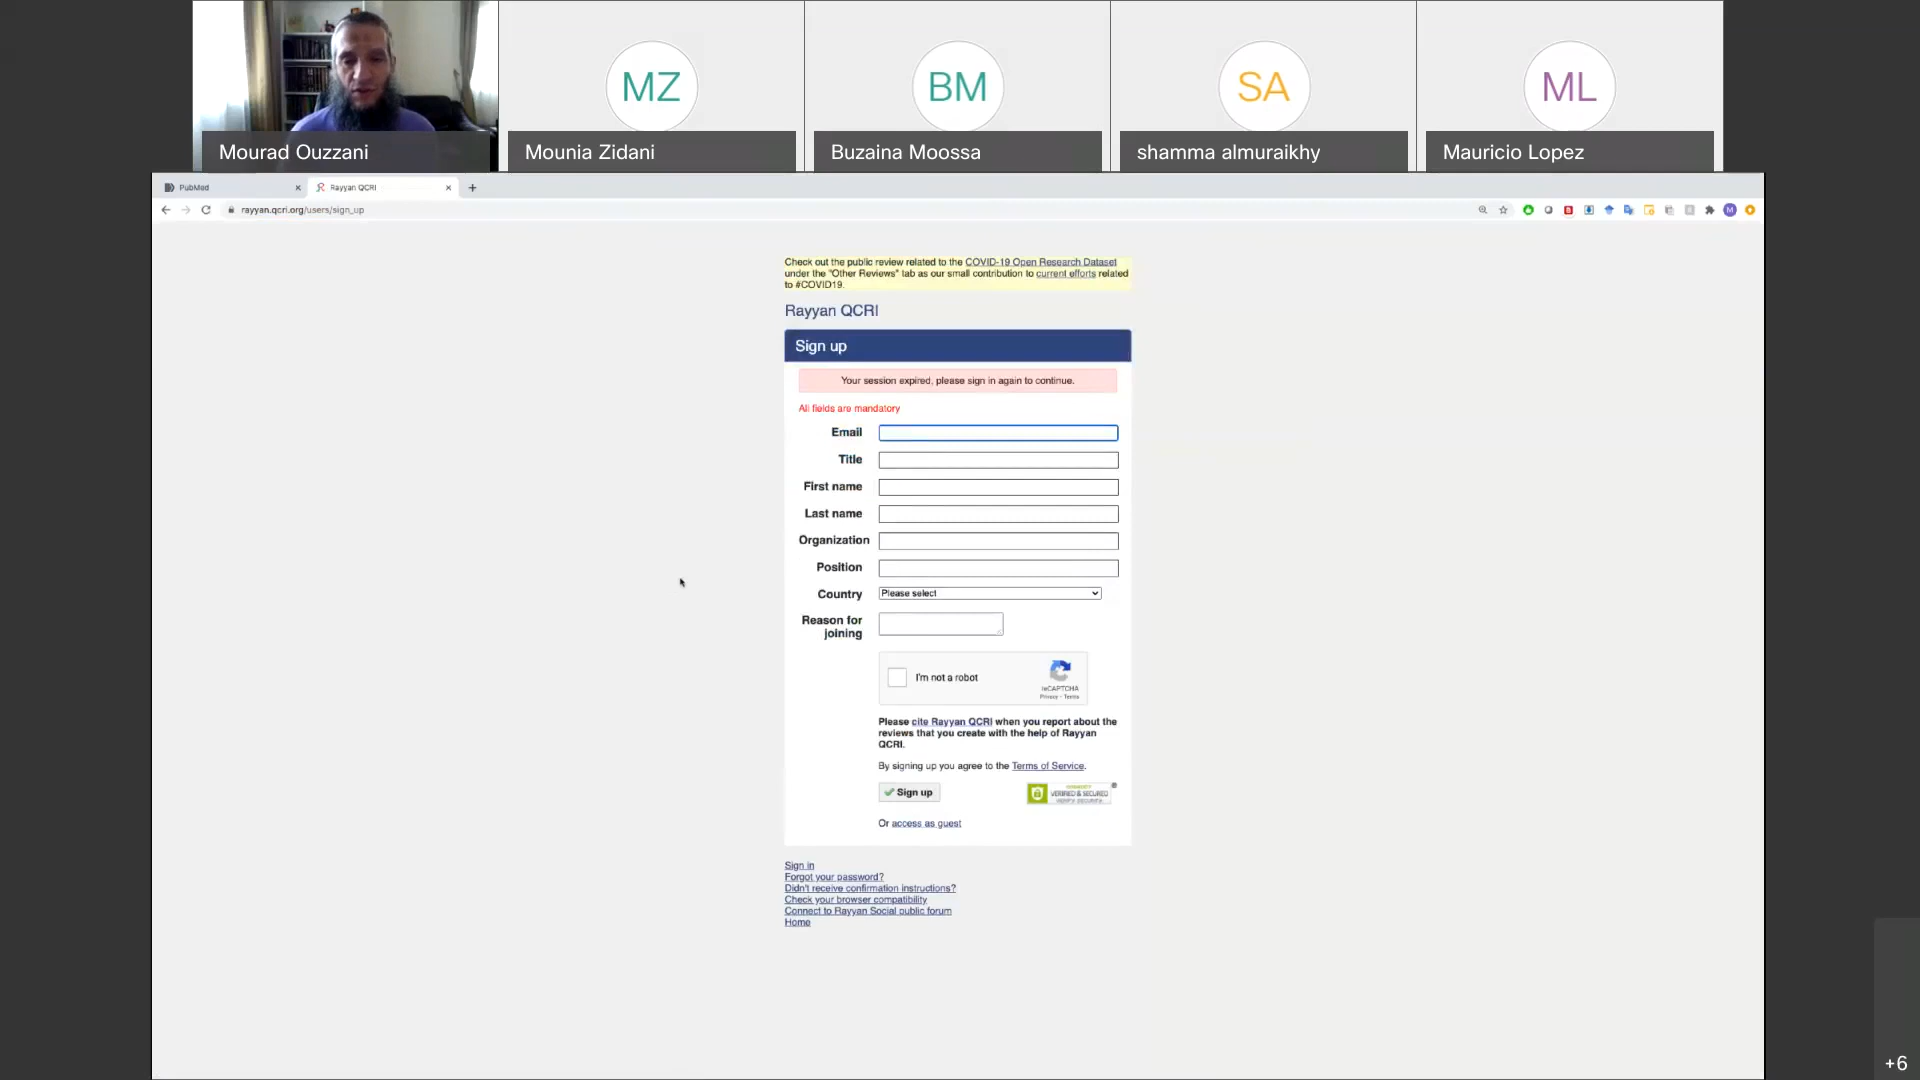 MZ
BM
SA
ML
Mourad Ouzzani
Mounia Zidani
Buzaina Moossa
shamma almuraikhy
Mauricio Lopez
PubMed
Rayyan QCRI
rayyan.qcri.org/users/sign_up
M
Check out the public review related to the COVID-19 Open Research Dataset
under the "Other Reviews" tab as our small contribution to current efforts related
to #COVID19.
Rayyan QCRI
Sign up
Your session expired, please sign in again to continue.
All fields are mandatory
Email
Title
First name
Last name
Organization
Position
Country
Please select
Reason for
joining
I'm not a robot
reCAPTCHA
Privacy - Terms
Please cite Rayyan QCRI when you report about the
reviews that you create with the help of Rayyan
QCRI.
By signing up you agree to the Terms of Service.
Sign up
VERIFIED & SECURED
Or access as guest
Sign in
Forgot your password?
Didn't receive confirmation instructions?
Check your browser compatibility
Connect to Rayyan Social public forum
Home
+6